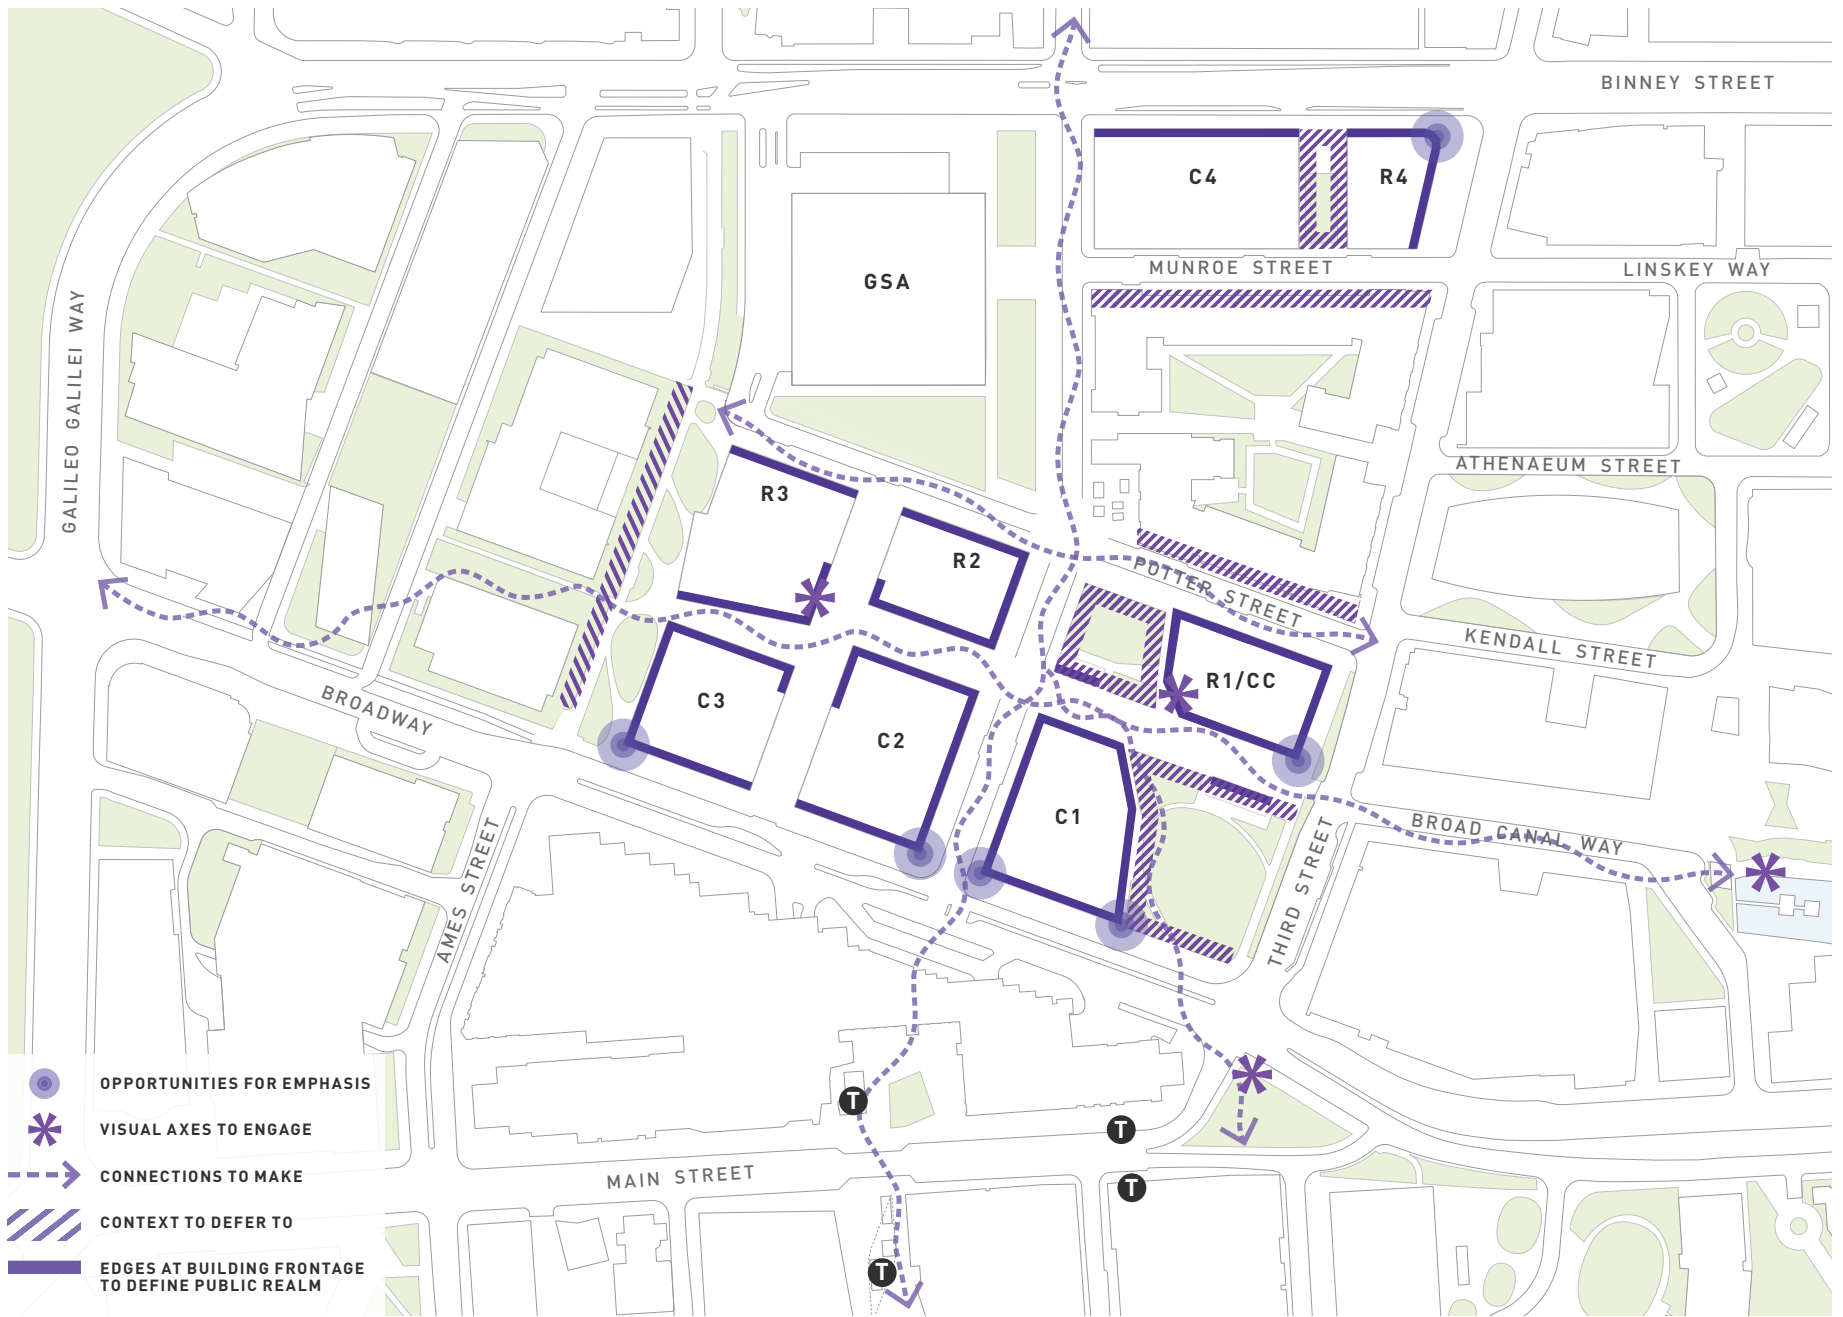 BINNEY STREET
C4
R4
MUNROE STREET
LINSKEY WAY
GSA
GALILEO GALILEI WAY
ATHENAEUM STREET
R3
R2
POTTER STREET
KENDALL STREET
R1/CC
BROADWAY
C3
C2
C1
BROAD CANAL WAY
AMES STREET
THIRD STREET
T
T
T
T
MAIN STREET
OPPORTUNITIES FOR EMPHASIS
VISUAL AXES TO ENGAGE
CONNECTIONS TO MAKE
CONTEXT TO DEFER TO
EDGES AT BUILDING FRONTAGE
TO DEFINE PUBLIC REALM